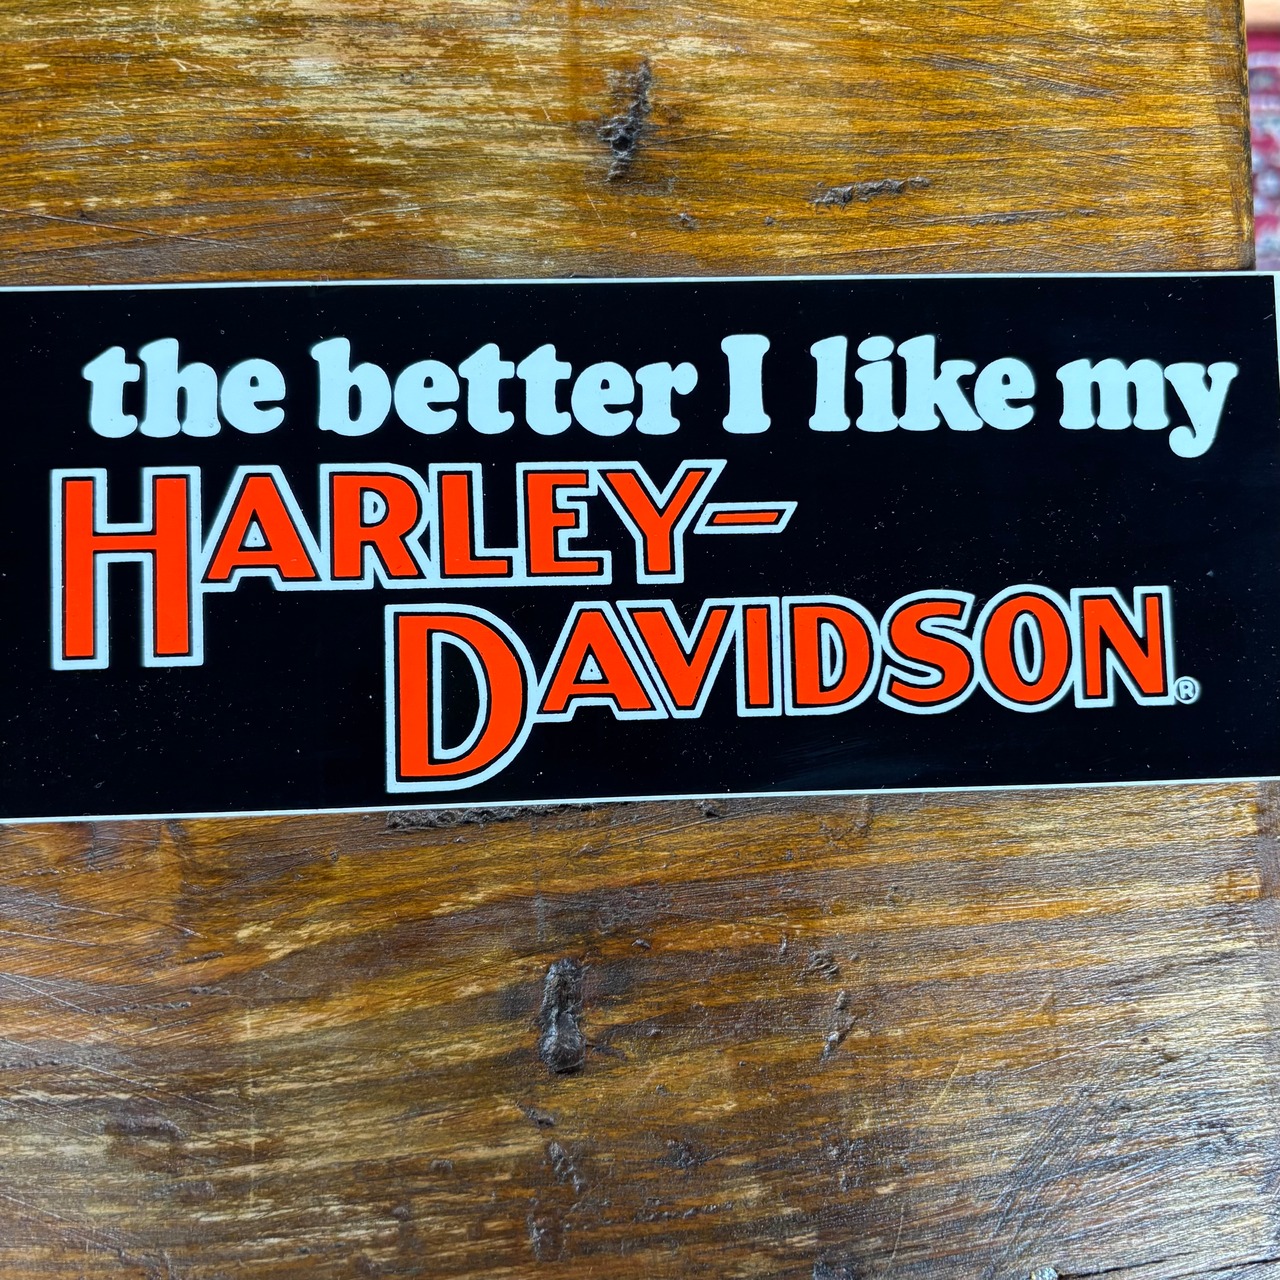 the better I like my
HARLEY-
DAVIDSON®